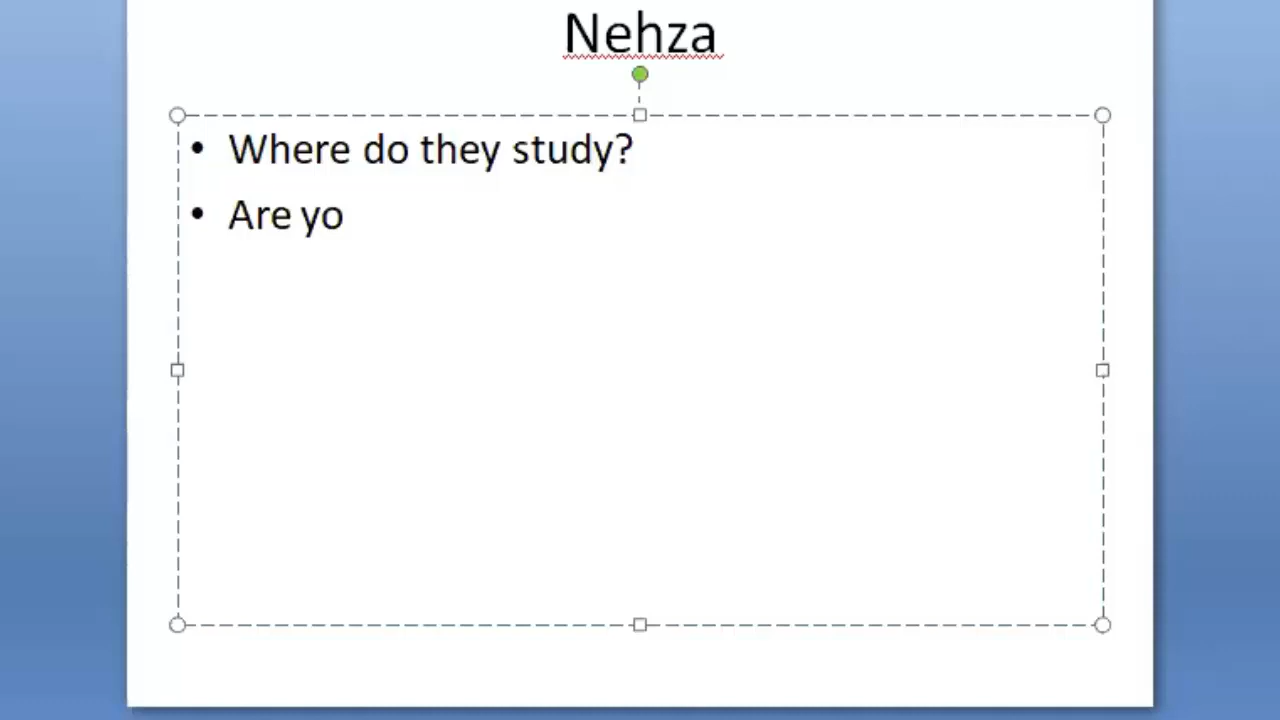 Nehza
• Where do they study?
• Are yo